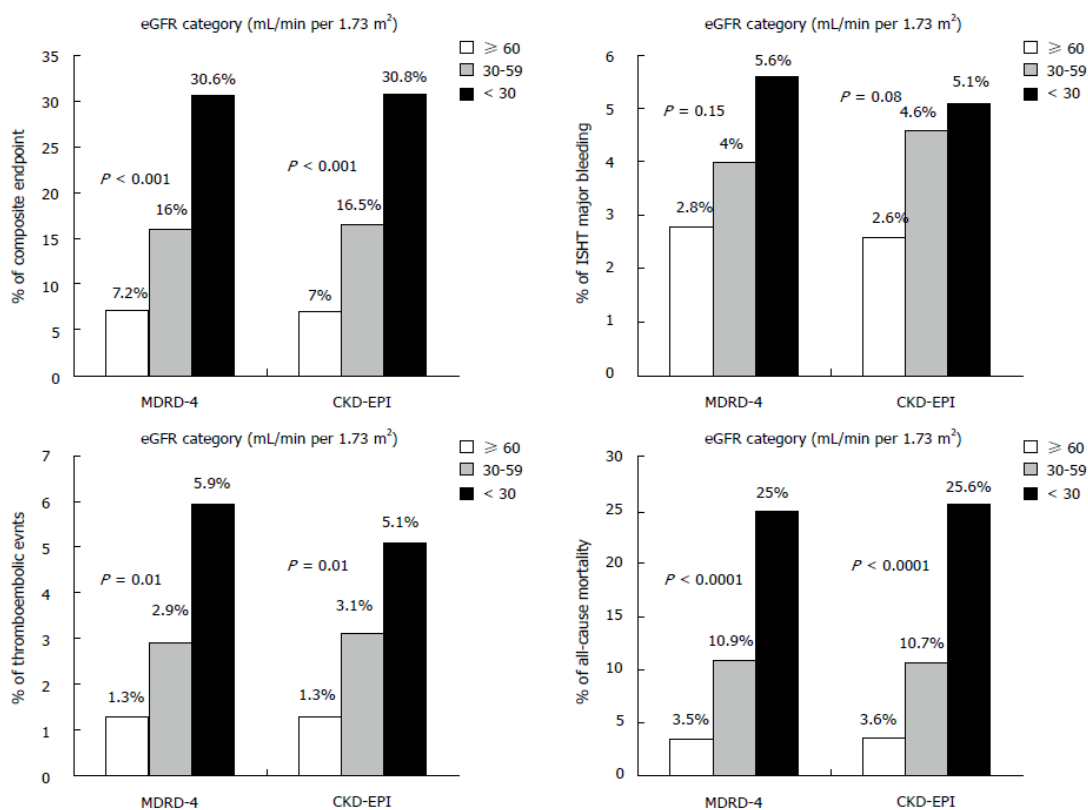 eGFR category (mL/min per 1.73 m²)
≥ 60
30-59
< 30
% of composite endpoint
35
30
25
20
15
10
5
0
P < 0.001
7.2%
16%
30.6%
P < 0.001
7%
16.5%
30.8%
MDRD-4
CKD-EPI
eGFR category (mL/min per 1.73 m²)
≥ 60
30-59
< 30
% of ISHT major bleeding
6
5
4
3
2
1
0
P = 0.15
2.8%
4%
5.6%
P = 0.08
2.6%
4.6%
5.1%
MDRD-4
CKD-EPI
eGFR category (mL/min per 1.73 m²)
≥ 60
30-59
< 30
% of thromboembolic evnts
7
6
5
4
3
2
1
0
P = 0.01
1.3%
2.9%
5.9%
P = 0.01
1.3%
3.1%
5.1%
MDRD-4
CKD-EPI
eGFR category (mL/min per 1.73 m²)
≥ 60
30-59
< 30
% of all-cause mortality
30
25
20
15
10
5
0
P < 0.0001
3.5%
10.9%
25%
P < 0.0001
3.6%
10.7%
25.6%
MDRD-4
CKD-EPI